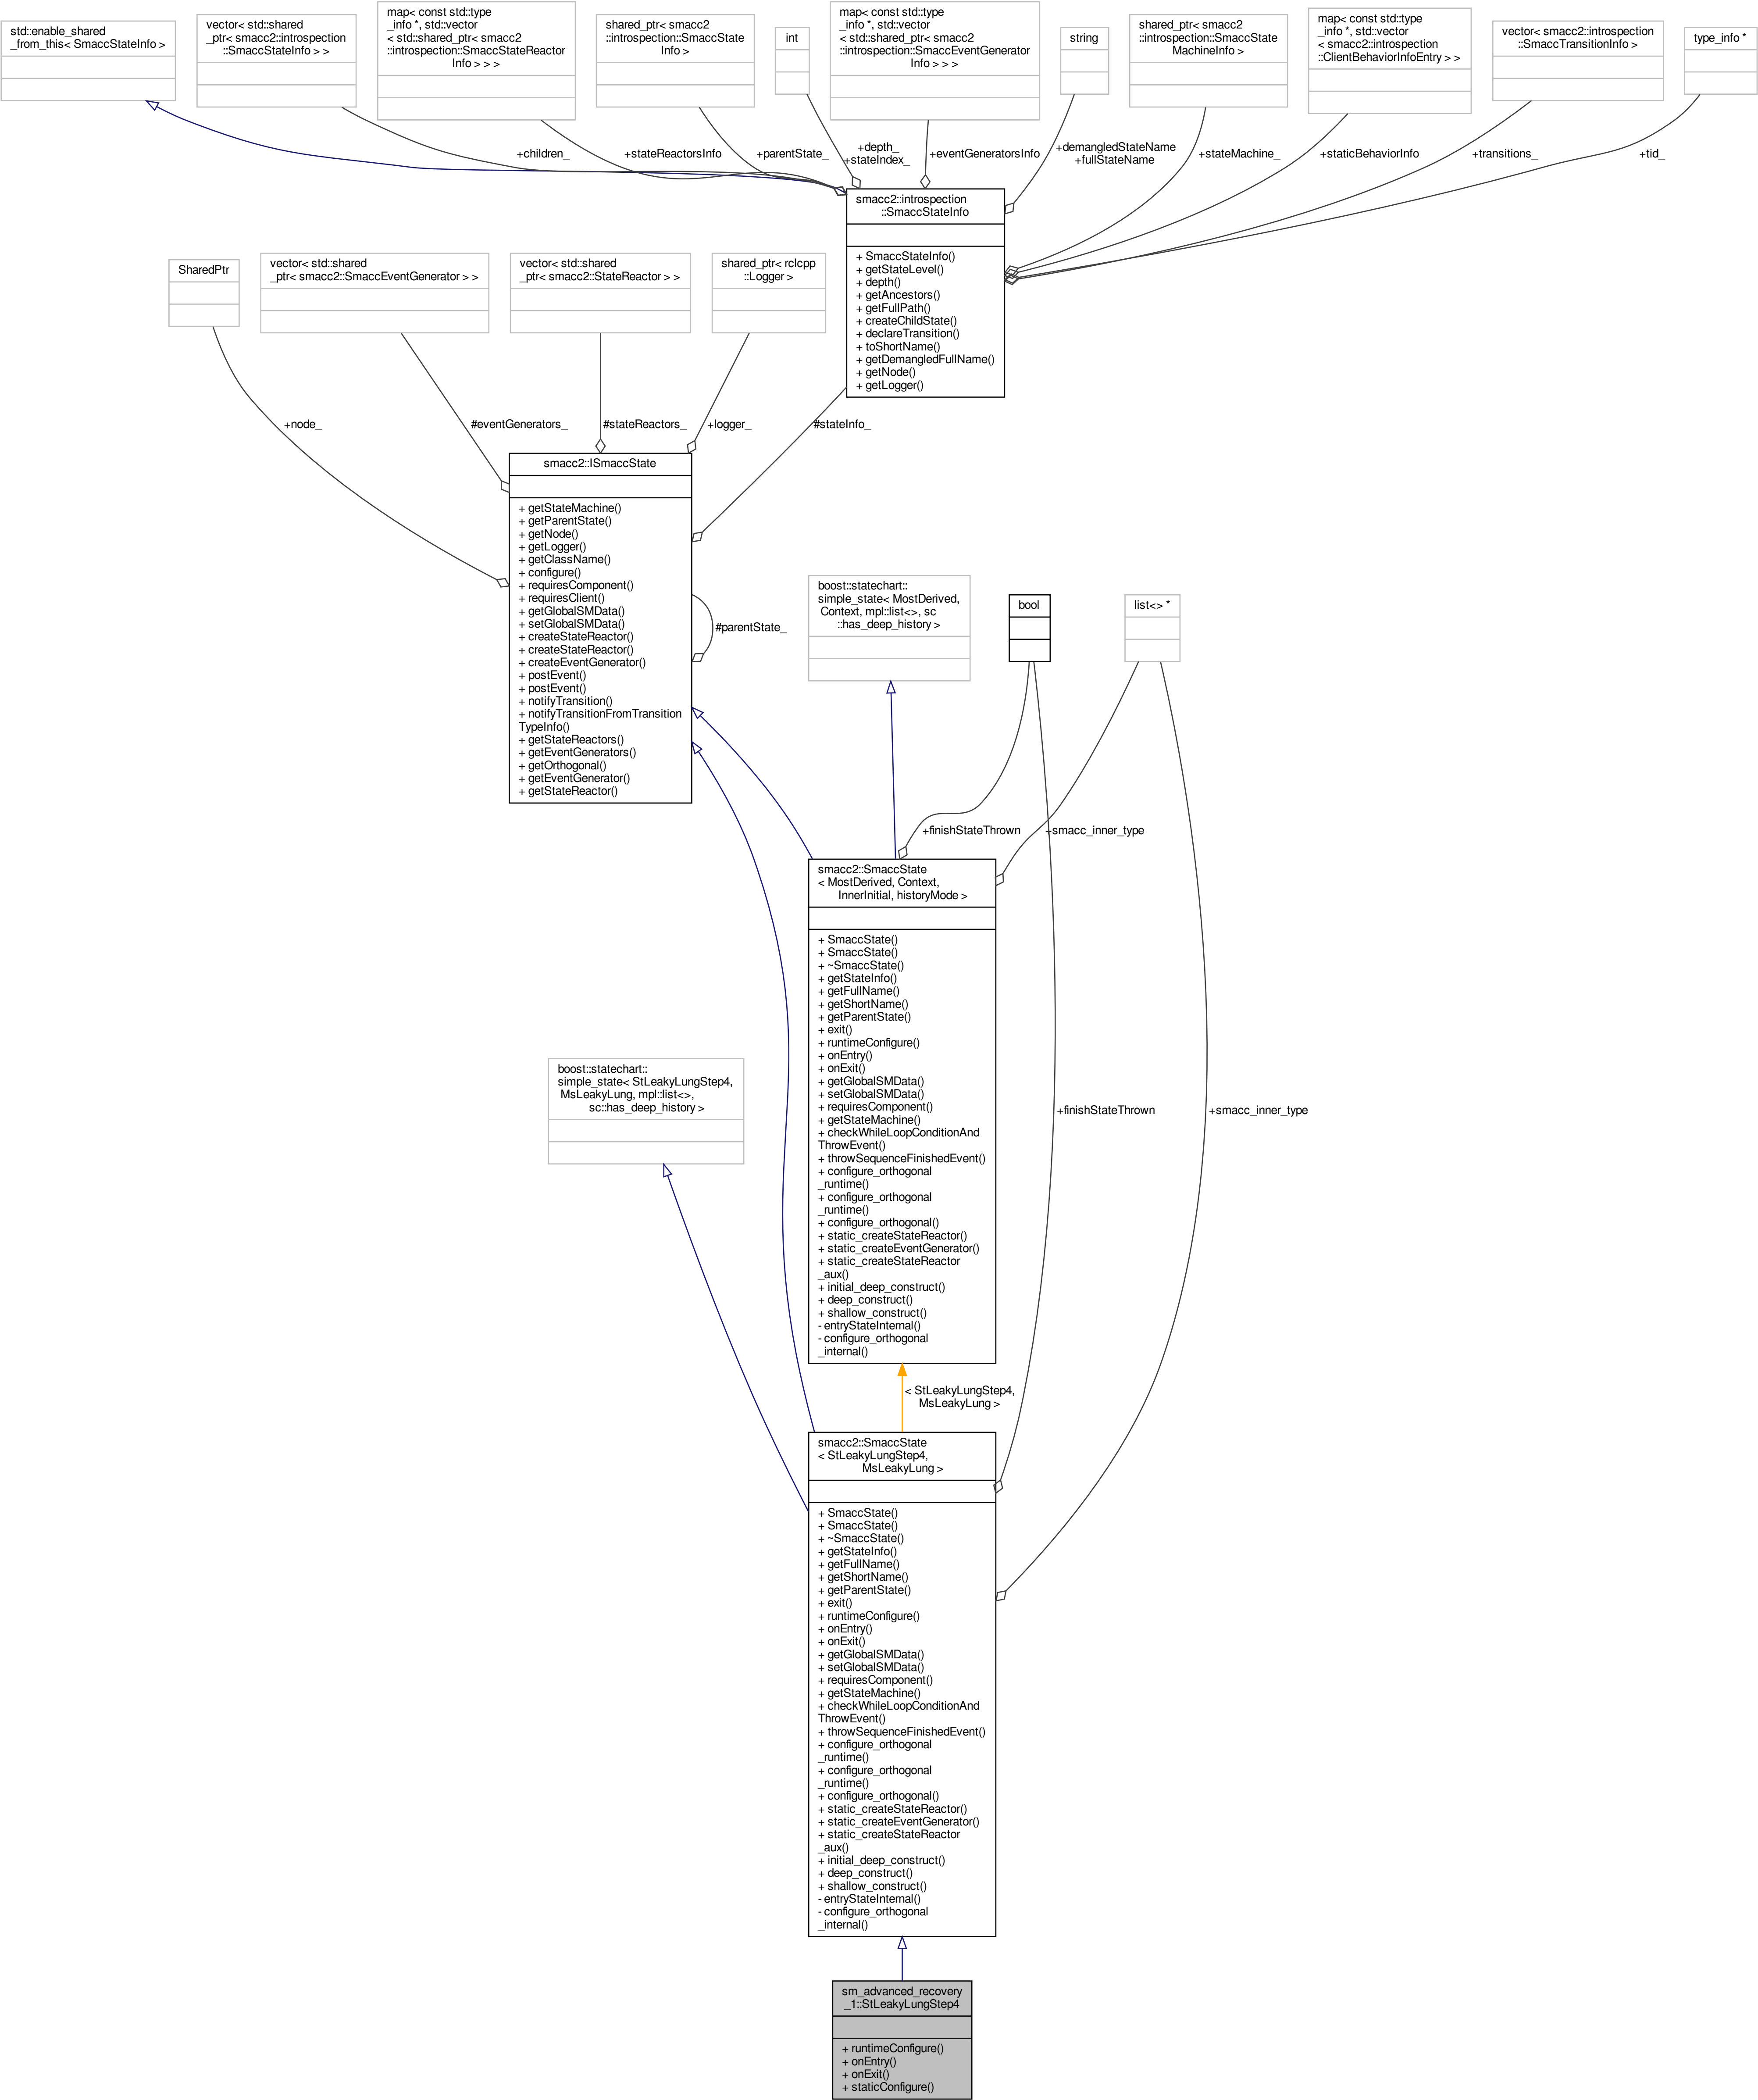 std::enable_shared
_from_this< SmaccStateInfo >
vector< std::shared
_ptr< smacc2::introspection
::SmaccStateInfo > >
map< const std::type
_info *, std::vector
< std::shared_ptr< smacc2
::introspection::SmaccStateReactor
Info > > >
shared_ptr< smacc2
::introspection::SmaccState
Info >
int
map< const std::type
_info *, std::vector
< std::shared_ptr< smacc2
::introspection::SmaccEventGenerator
Info > > >
string
shared_ptr< smacc2
::introspection::SmaccState
MachineInfo >
map< const std::type
_info *, std::vector
< smacc2::introspection
::ClientBehaviorInfoEntry > >
vector< smacc2::introspection
::SmaccTransitionInfo >
type_info *
+children_
+stateReactorsInfo
+parentState_
+depth_
+stateIndex_
+eventGeneratorsInfo
+demangledStateName
+fullStateName
+stateMachine_
+staticBehaviorInfo
+transitions_
+tid_
smacc2::introspection
::SmaccStateInfo
+ SmaccStateInfo()
+ getStateLevel()
+ depth()
+ getAncestors()
+ getFullPath()
+ createChildState()
+ declareTransition()
+ toShortName()
+ getDemangledFullName()
+ getNode()
+ getLogger()
SharedPtr
vector< std::shared
_ptr< smacc2::SmaccEventGenerator > >
vector< std::shared
_ptr< smacc2::StateReactor > >
shared_ptr< rclcpp
::Logger >
+node_
#eventGenerators_
#stateReactors_
+logger_
#stateInfo_
smacc2::ISmaccState
+ getStateMachine()
+ getParentState()
+ getNode()
+ getLogger()
+ getClassName()
+ configure()
+ requiresComponent()
+ requiresClient()
+ getGlobalSMData()
+ setGlobalSMData()
+ createStateReactor()
+ createStateReactor()
+ createEventGenerator()
+ postEvent()
+ postEvent()
+ notifyTransition()
+ notifyTransitionFromTransition
TypeInfo()
+ getStateReactors()
+ getEventGenerators()
+ getOrthogonal()
+ getEventGenerator()
+ getStateReactor()
#parentState_
boost::statechart::
simple_state< MostDerived,
Context, mpl::list<>, sc
::has_deep_history >
bool
list<> *
+finishStateThrown
+smacc_inner_type
smacc2::SmaccState
< MostDerived, Context,
InnerInitial, historyMode >
+ SmaccState()
+ SmaccState()
+ ~SmaccState()
+ getStateInfo()
+ getFullName()
+ getShortName()
+ getParentState()
+ exit()
+ runtimeConfigure()
+ onEntry()
+ onExit()
+ getGlobalSMData()
+ setGlobalSMData()
+ requiresComponent()
+ getStateMachine()
+ checkWhileLoopConditionAnd
ThrowEvent()
+ throwSequenceFinishedEvent()
+ configure_orthogonal
_runtime()
+ configure_orthogonal
_runtime()
+ configure_orthogonal()
+ static_createStateReactor()
+ static_createEventGenerator()
+ static_createStateReactor
_aux()
+ initial_deep_construct()
+ deep_construct()
+ shallow_construct()
- entryStateInternal()
- configure_orthogonal
_internal()
boost::statechart::
simple_state< StLeakyLungStep4,
MsLeakyLung, mpl::list<>,
sc::has_deep_history >
+finishStateThrown
+smacc_inner_type
< StLeakyLungStep4,
MsLeakyLung >
smacc2::SmaccState
< StLeakyLungStep4,
MsLeakyLung >
+ SmaccState()
+ SmaccState()
+ ~SmaccState()
+ getStateInfo()
+ getFullName()
+ getShortName()
+ getParentState()
+ exit()
+ runtimeConfigure()
+ onEntry()
+ onExit()
+ getGlobalSMData()
+ setGlobalSMData()
+ requiresComponent()
+ getStateMachine()
+ checkWhileLoopConditionAnd
ThrowEvent()
+ throwSequenceFinishedEvent()
+ configure_orthogonal
_runtime()
+ configure_orthogonal
_runtime()
+ configure_orthogonal()
+ static_createStateReactor()
+ static_createEventGenerator()
+ static_createStateReactor
_aux()
+ initial_deep_construct()
+ deep_construct()
+ shallow_construct()
- entryStateInternal()
- configure_orthogonal
_internal()
sm_advanced_recovery
_1::StLeakyLungStep4
+ runtimeConfigure()
+ onEntry()
+ onExit()
+ staticConfigure()